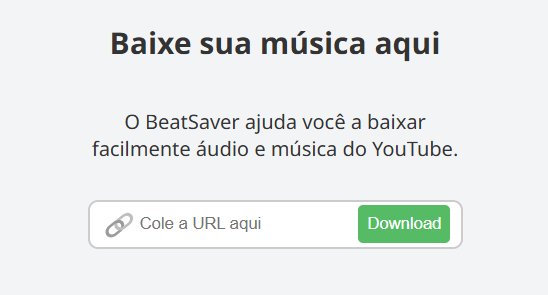 Baixe sua música aqui
O BeatSaver ajuda você a baixar
facilmente áudio e música do YouTube.
Cole a URL aqui
Download